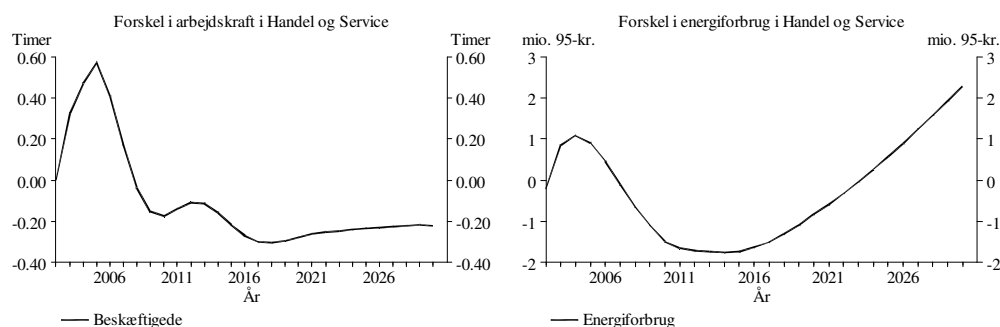 Forskel i arbejdskraft i Handel og Service
Timer Timer
0.60 0.60
0.40 0.40
0.20 0.20
0.00 0.00
-0.20 -0.20
-0.40 -0.40
2006 2011 2016 2021 2026
År
Beskæftigede
Forskel i energiforbrug i Handel og Service
mio. 95-kr. mio. 95-kr.
3 3
2 2
1 1
0 0
-1 -1
-2 -2
2006 2011 2016 2021 2026
År
Energiforbrug